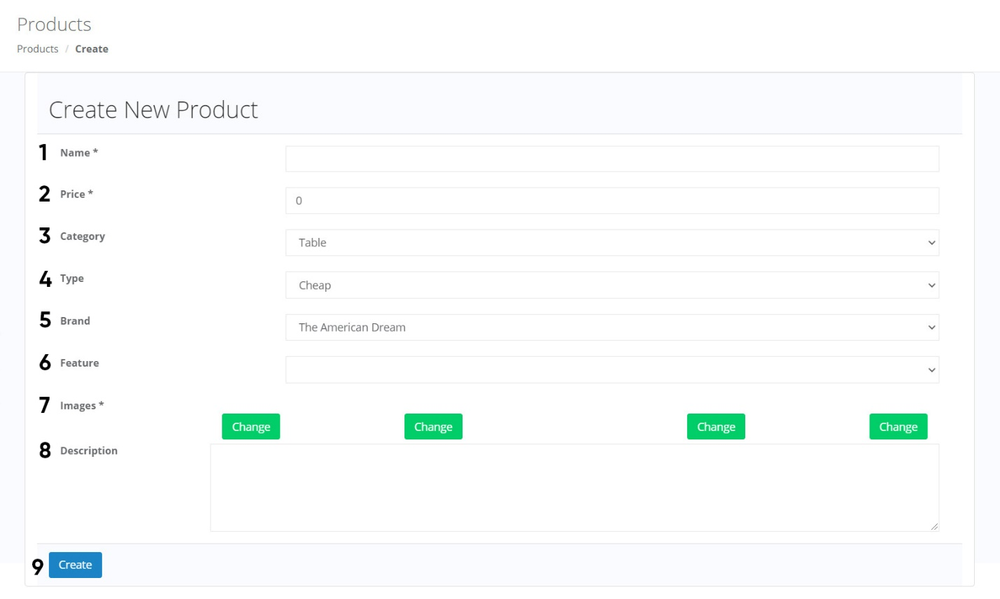 Products
Products / Create
Create New Product
1 Name *
2 Price * 0
3 Category Table
4 Type Cheap
5 Brand The American Dream
6 Feature
7 Images *
Change Change Change Change
8 Description
9 Create